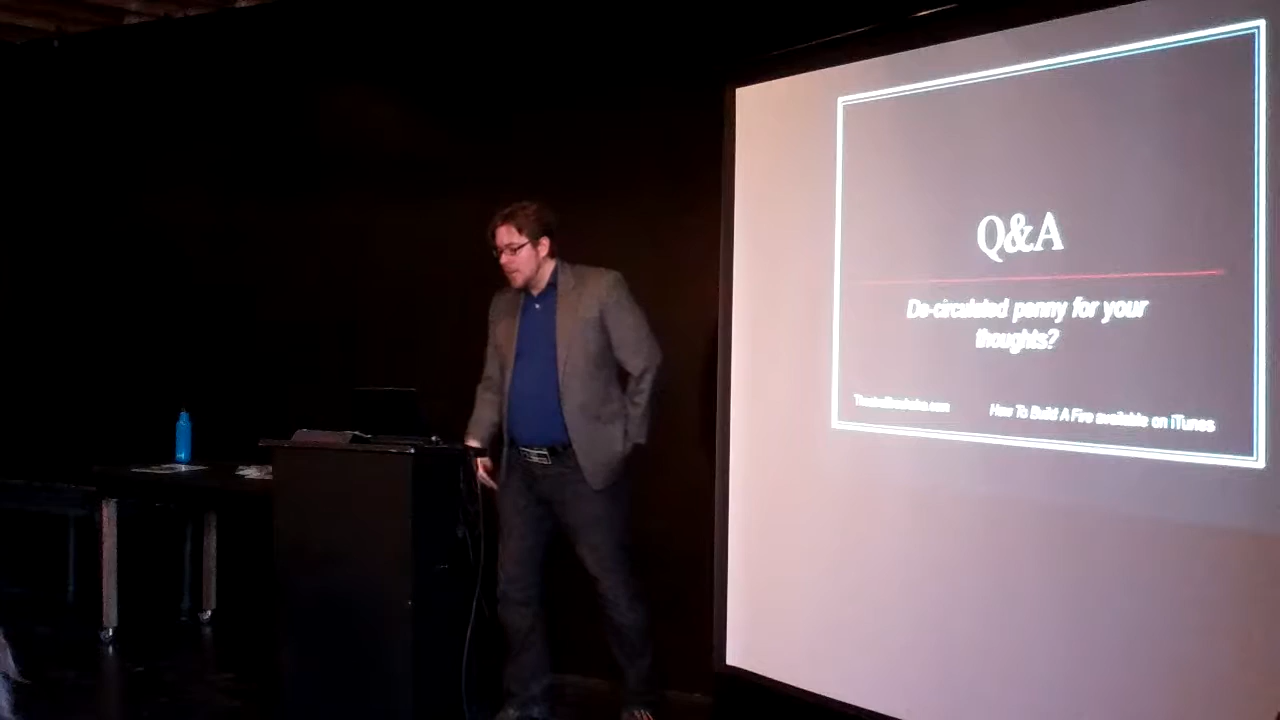 Q&A
De-circulated penny for your
thoughts?
How To Build A Fire available on iTunes